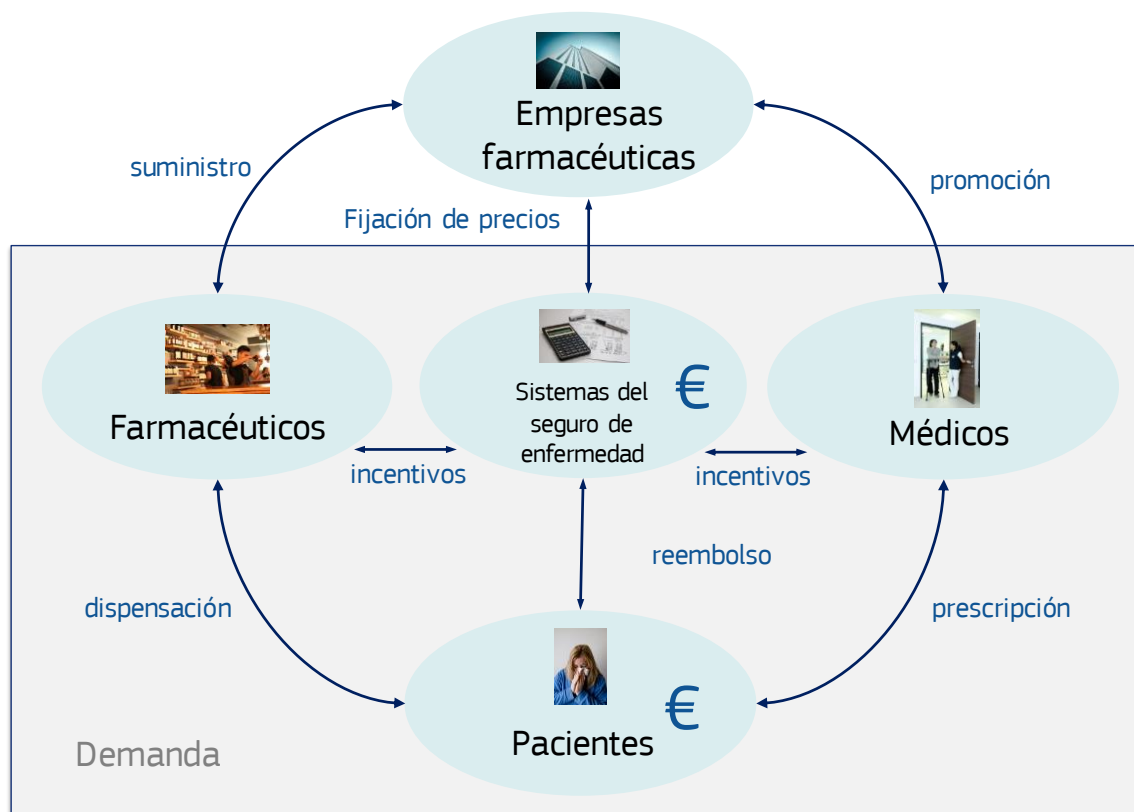 Empresas
farmacéuticas
suministro
promoción
Fijación de precios
Farmacéuticos
Sistemas del
seguro de
enfermedad
€
Médicos
incentivos
incentivos
reembolso
dispensación
prescripción
€
Pacientes
Demanda